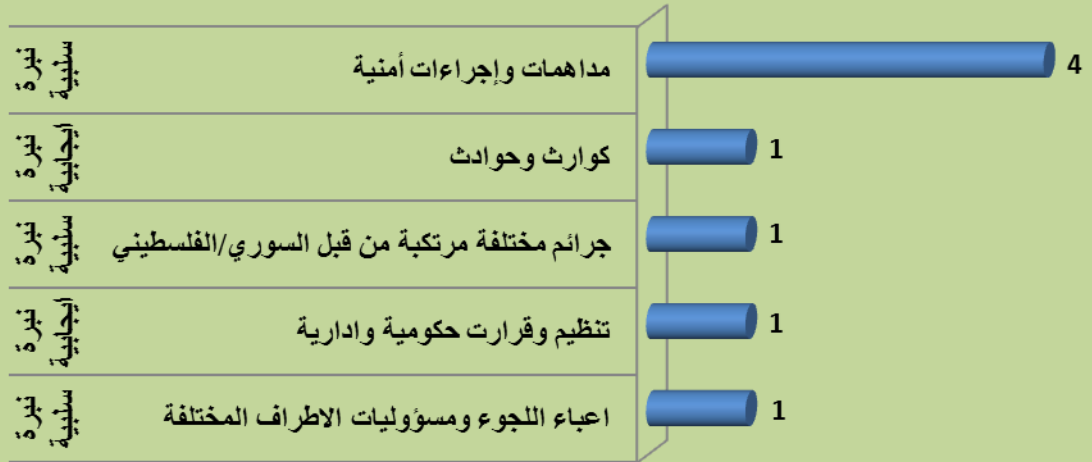 نبرة سلبية
مداهمات وإجراءات أمنية
4
نبرة ايجابية
كوارث وحوادث
1
نبرة سلبية
جرائم مختلفة مرتكبة من قبل السوري/الفلسطيني
1
نبرة ايجابية
تنظيم وقرارت حكومية وادارية
1
نبرة سلبية
اعباء اللجوء ومسؤوليات الاطراف المختلفة
1